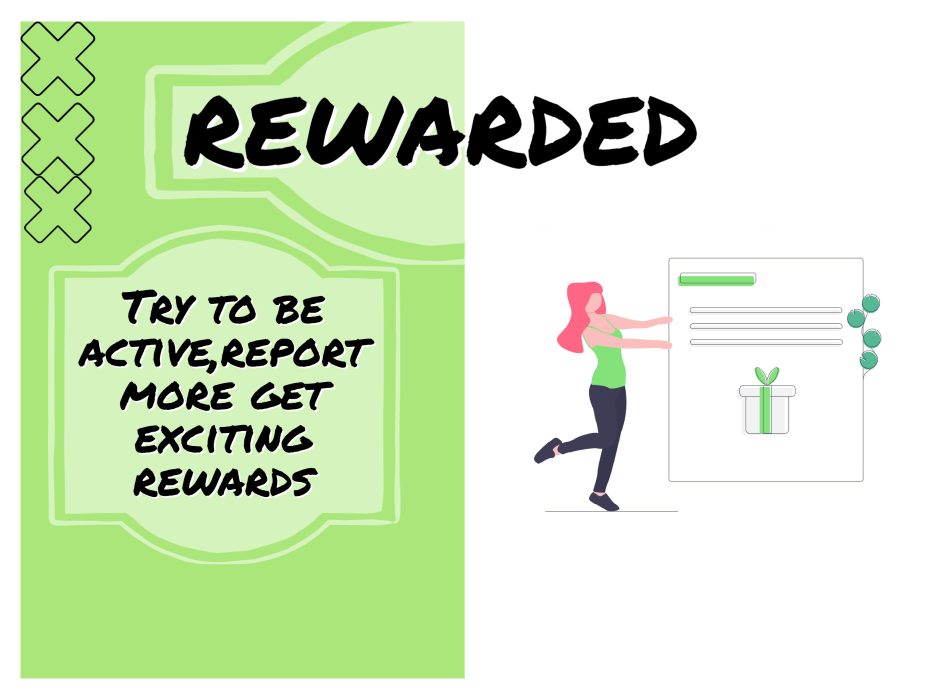 REWARDED
TRY TO BE
ACTIVE,REPORT
MORE GET
EXCITING
REWARDS